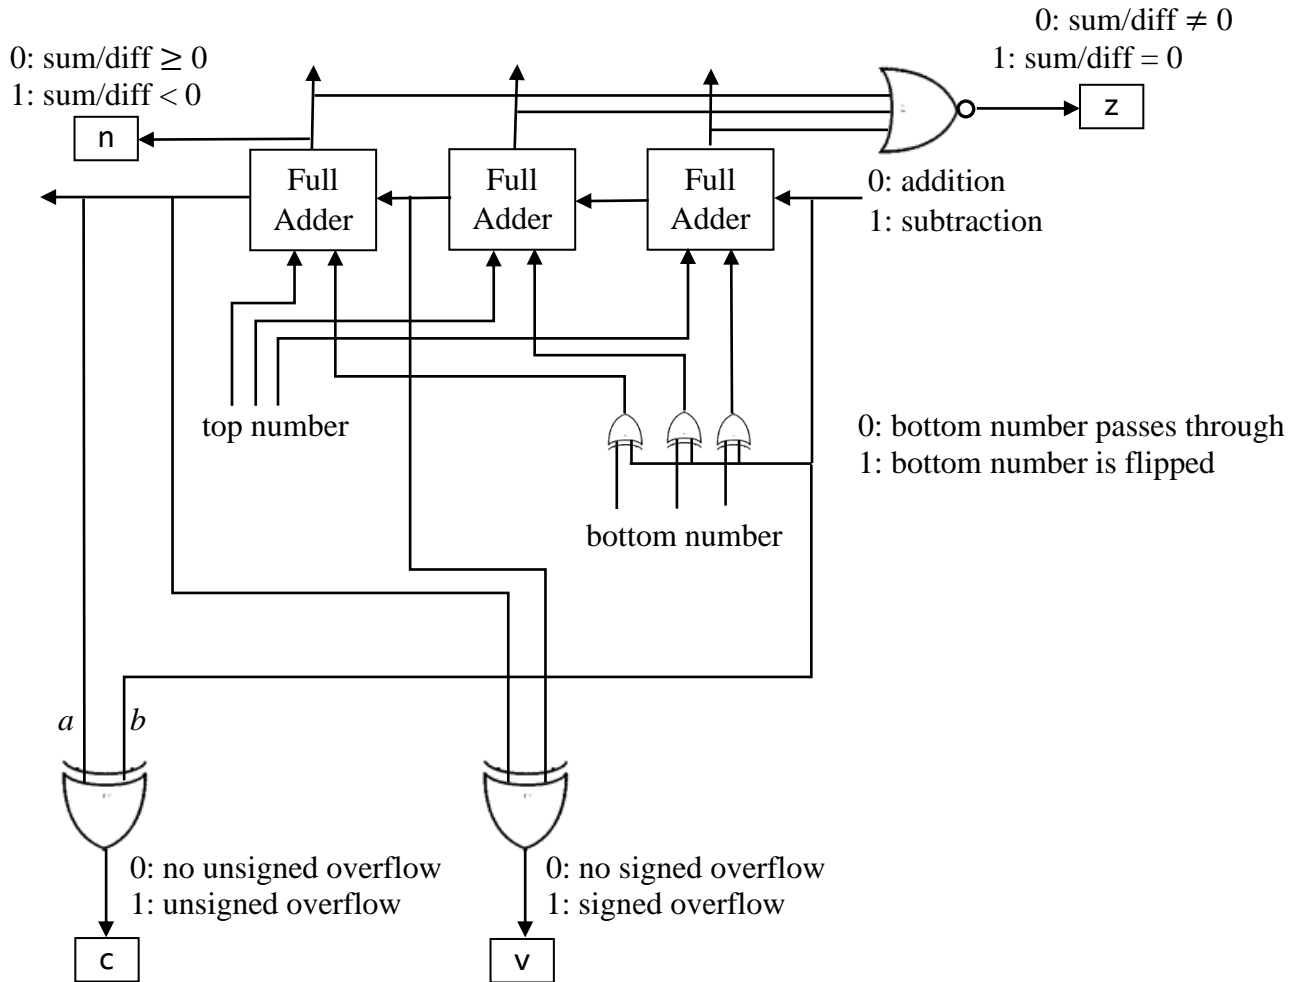 0: sum/diff ≠ 0
1: sum/diff = 0
0: sum/diff ≥ 0
1: sum/diff < 0
n
z
Full
Adder
Full
Adder
Full
Adder
0: addition
1: subtraction
top number
0: bottom number passes through
1: bottom number is flipped
bottom number
a
b
0: no unsigned overflow
1: unsigned overflow
0: no signed overflow
1: signed overflow
c
v